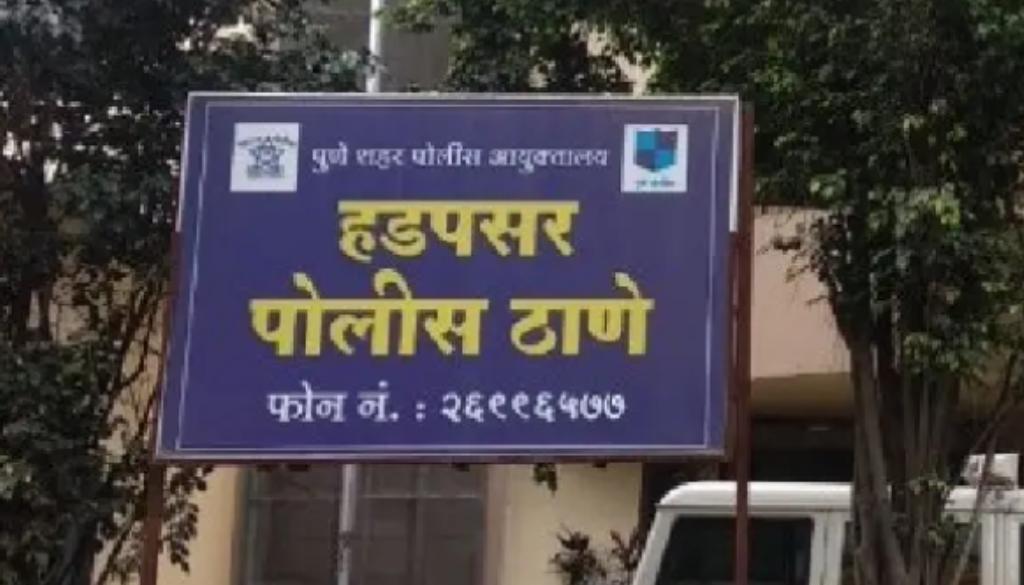 पुणे शहर पोलीस आयुक्तालय
हडपसर
पोलीस ठाणे
फोन नं. : २६९९६५७७